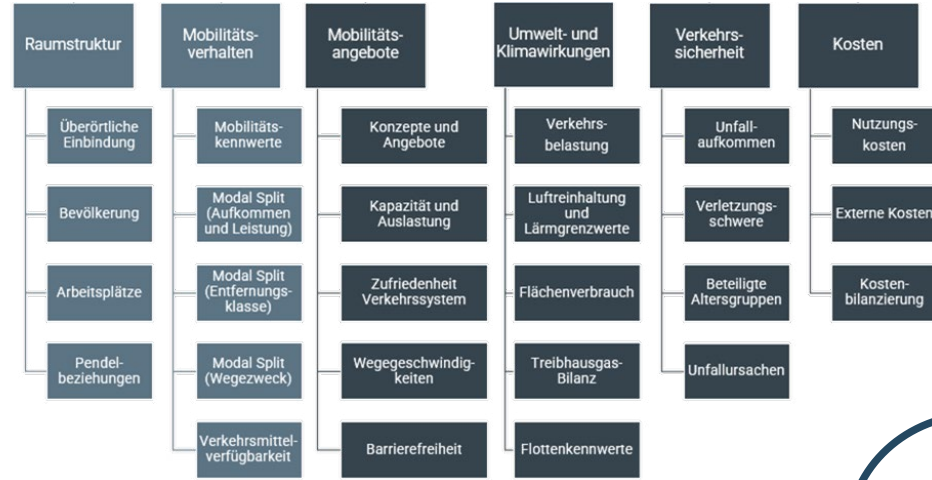 Raumstruktur
Überörtliche
Einbindung
Bevölkerung
Arbeitsplätze
Pendel-
beziehungen
Mobilitäts-
verhalten
Mobilitäts-
kennwerte
Modal Split
(Aufkommen
und Leistung)
Modal Split
(Entfernungs-
klasse)
Modal Split
(Wegezweck)
Verkehrsmittel-
verfügbarkeit
Mobilitäts-
angebote
Konzepte und
Angebote
Kapazität und
Auslastung
Zufriedenheit
Verkehrssystem
Wegegeschwindig-
keiten
Barrierefreiheit
Umwelt- und
Klimawirkungen
Verkehrs-
belastung
Luftreinhaltung
und
Lärmgrenzwerte
Flächenverbrauch
Treibhausgas-
Bilanz
Flottenkennwerte
Verkehrs-
sicherheit
Unfall-
aufkommen
Verletzungs-
schwere
Beteiligte
Altersgruppen
Unfallursachen
Kosten
Nutzungs-
kosten
Externe Kosten
Kosten-
bilanzierung